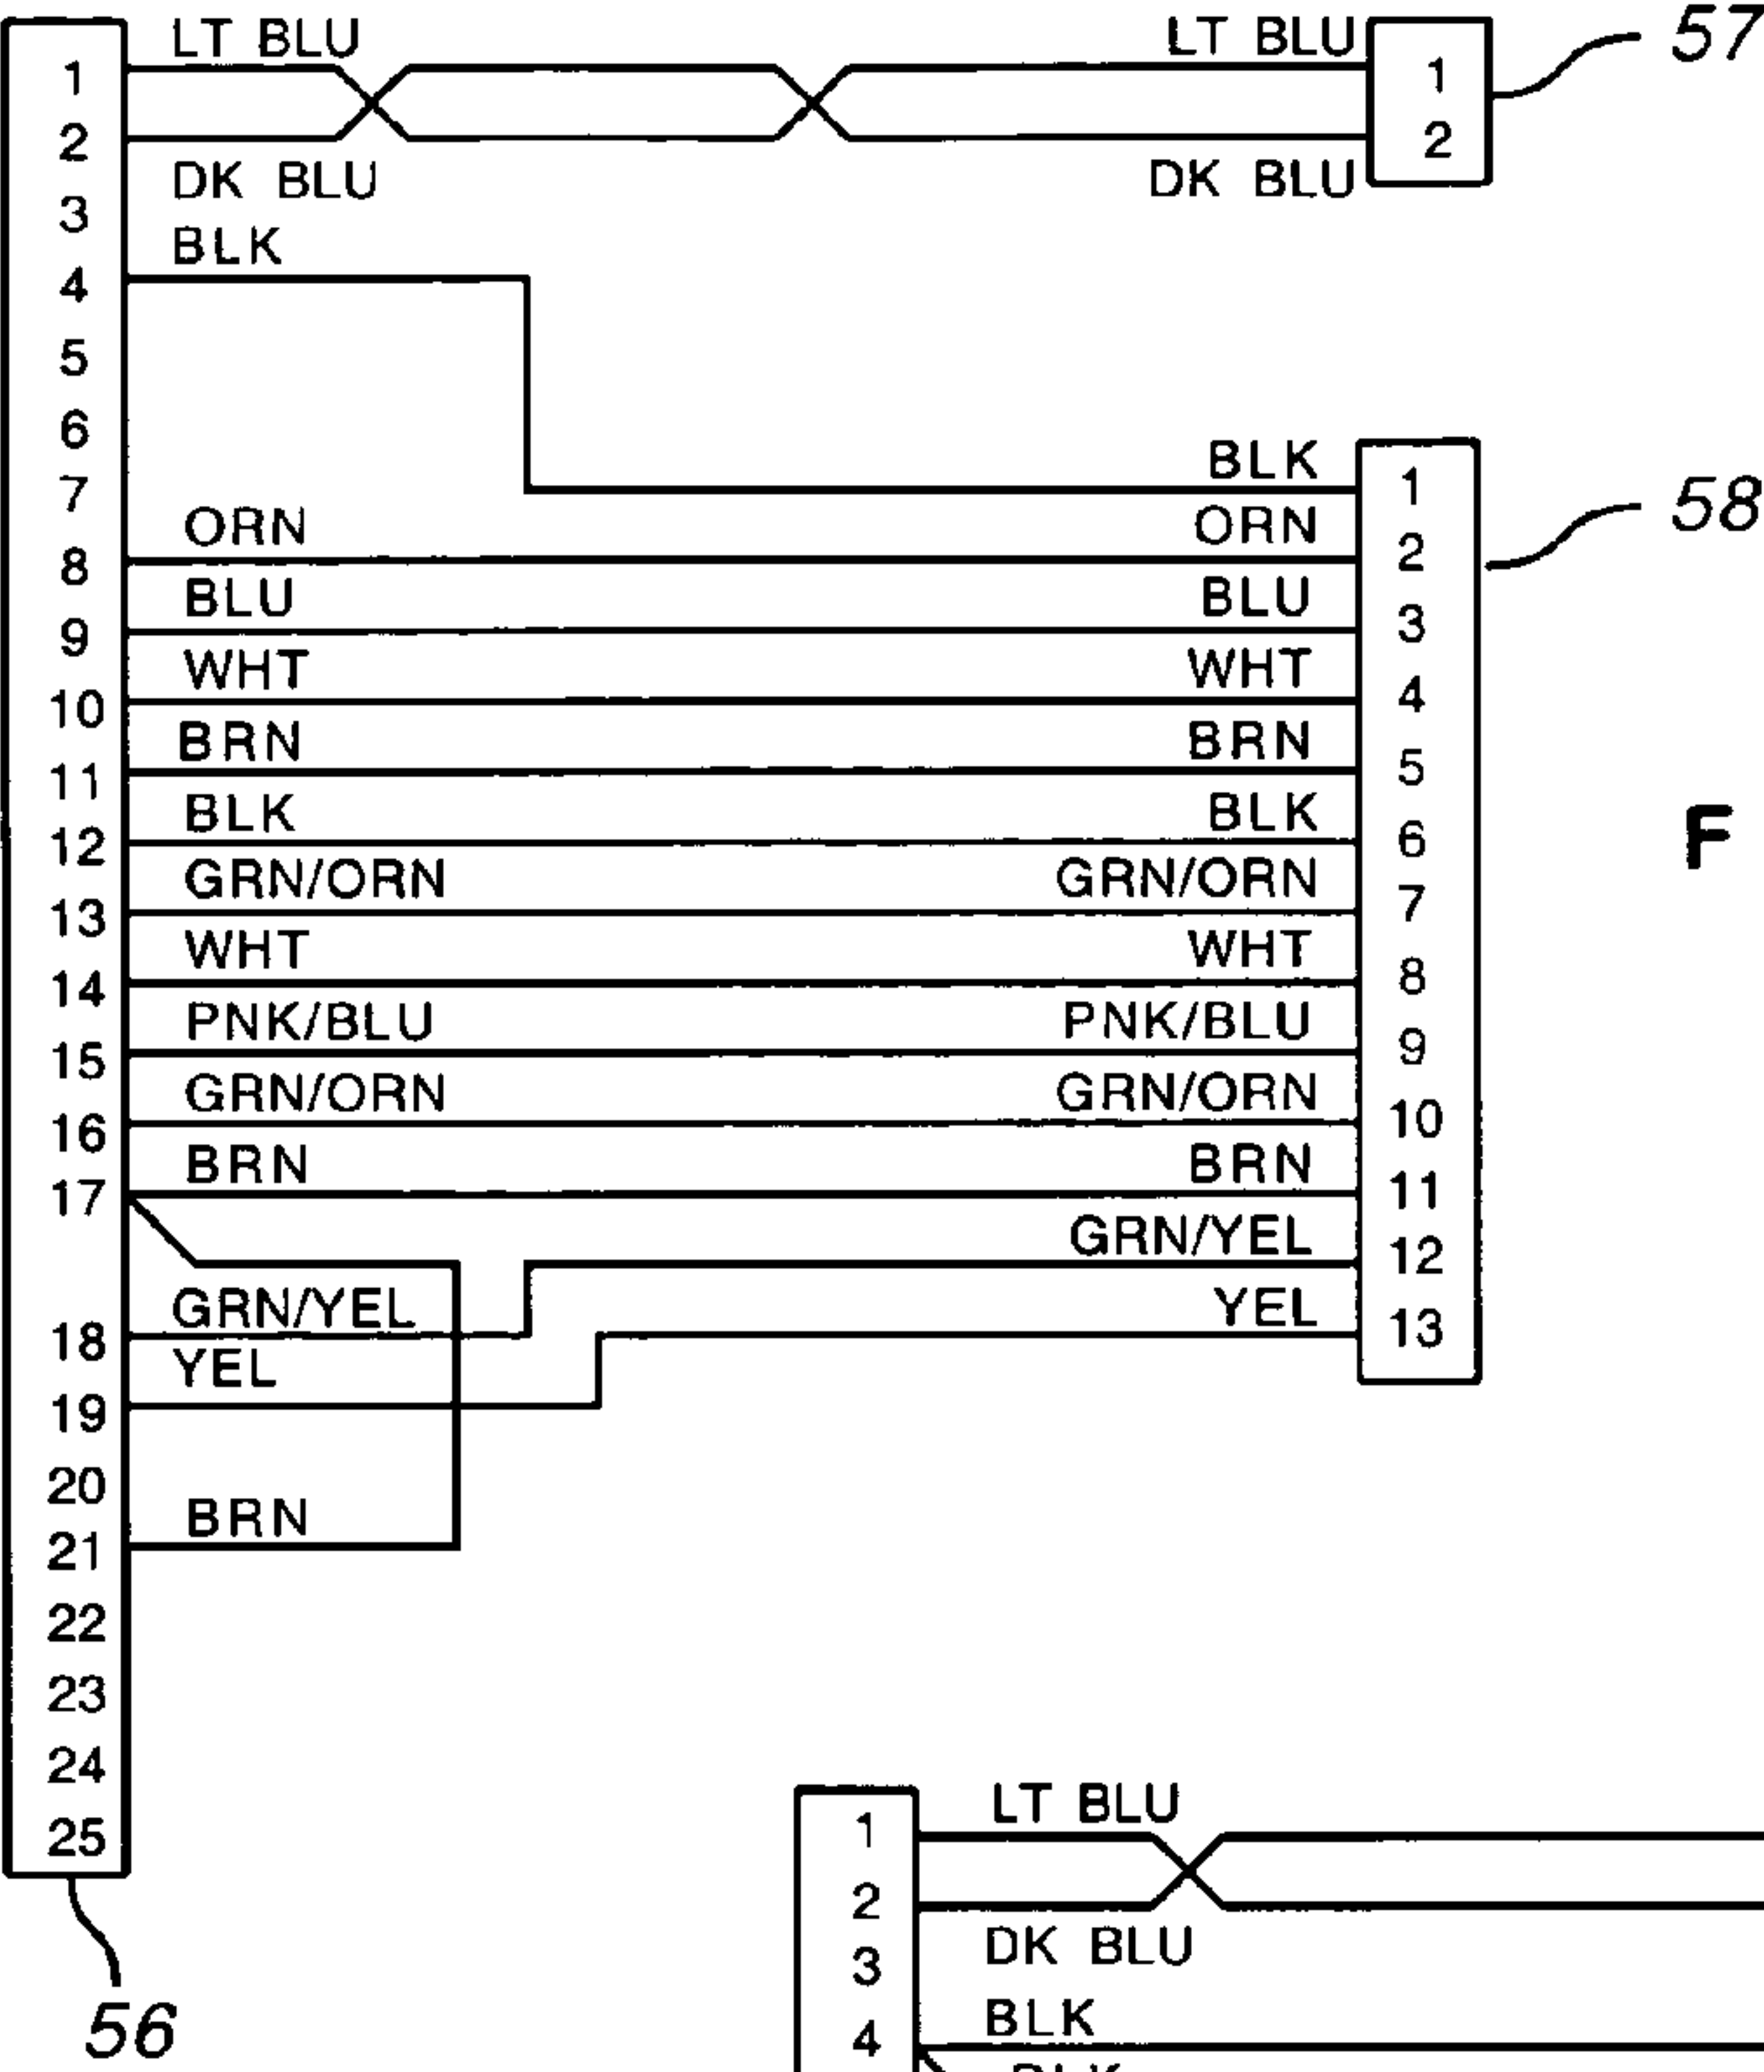 LT BLU LT BLU 57
1 1
2 2
DK BLU DK BLU
3
BLK
4
5
6
BLK
7 1 58
ORN ORN
8 2
BLU BLU
9 3
WHT WHT
10 4
BRN BRN
11 5
BLK BLK F
12 6
GRN/ORN GRN/ORN
13 7
WHT WHT
14 8
PNK/BLU PNK/BLU
15 9
GRN/ORN GRN/ORN
16 10
BRN BRN
17 11
GRN/YEL
12
GRN/YEL YEL
18 13
YEL
19
20
BRN
21
22
23
24
25
56
LT BLU
1
2
DK BLU
3
BLK
4
BLK